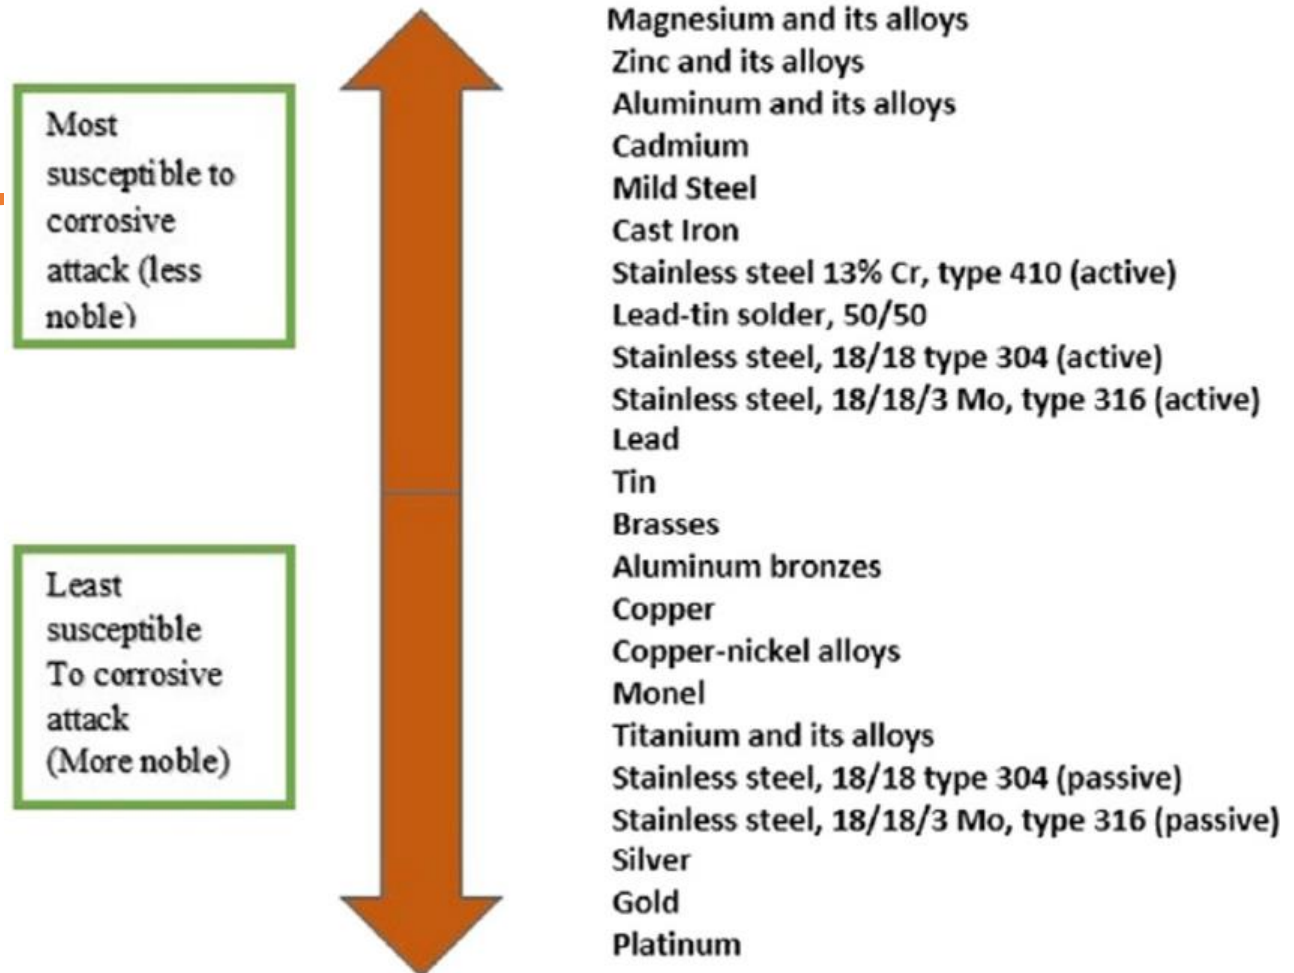 Most
susceptible to
corrosive
attack (less
noble)
Least
susceptible
To corrosive
attack
(More noble)
Magnesium and its alloys
Zinc and its alloys
Aluminum and its alloys
Cadmium
Mild Steel
Cast Iron
Stainless steel 13% Cr, type 410 (active)
Lead-tin solder, 50/50
Stainless steel, 18/18 type 304 (active)
Stainless steel, 18/18/3 Mo, type 316 (active)
Lead
Tin
Brasses
Aluminum bronzes
Copper
Copper-nickel alloys
Monel
Titanium and its alloys
Stainless steel, 18/18 type 304 (passive)
Stainless steel, 18/18/3 Mo, type 316 (passive)
Silver
Gold
Platinum